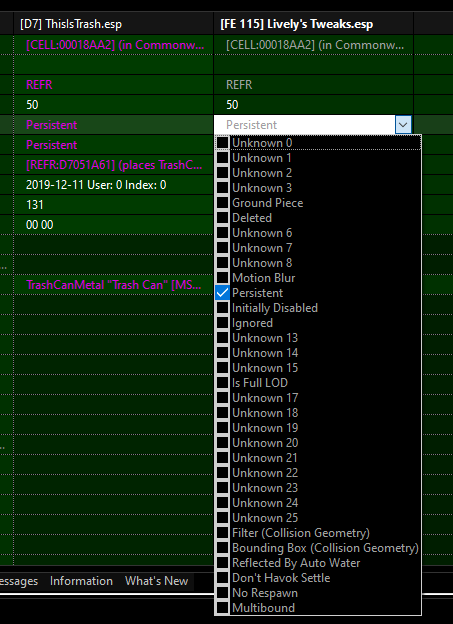 [D7] ThisIsTrash.esp [FE 115] Lively's Tweaks.esp
[CELL:00018AA2] (in Commonw... [CELL:00018AA2] (in Commonw...
REFR REFR
50 50
Persistent Persistent
Persistent
[REFR:D7051A61] (places TrashC...
2019-12-11 User: 0 Index: 0
131
00 00
TrashCanMetal "Trash Can" [MS...
Unknown 0
Unknown 1
Unknown 2
Unknown 3
Ground Piece
Deleted
Unknown 6
Unknown 7
Unknown 8
Motion Blur
Persistent
Initially Disabled
Ignored
Unknown 13
Unknown 14
Unknown 15
Is Full LOD
Unknown 17
Unknown 18
Unknown 19
Unknown 20
Unknown 21
Unknown 22
Unknown 23
Unknown 24
Unknown 25
Filter (Collision Geometry)
Bounding Box (Collision Geometry)
Reflected By Auto Water
Don't Havok Settle
No Respawn
Multibound
essages Information What's New